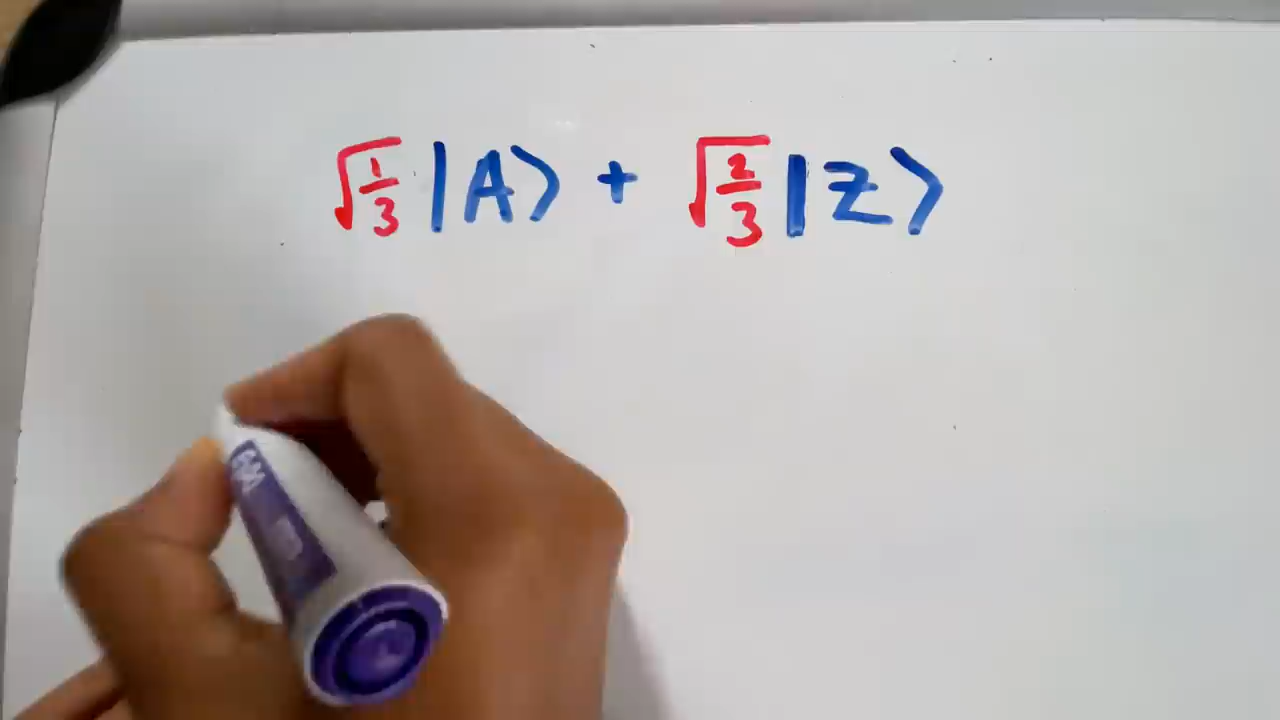 √1/3 |A⟩ + √2/3 |Z⟩